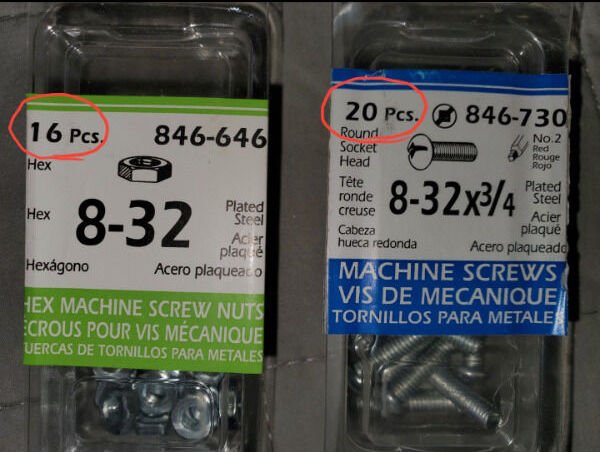 16 Pcs. 846-646
Hex
Hex
8-32
Plated
Steel
Acier
plaqué
Hexágono
Acero plaqueado
HEX MACHINE SCREW NUTS
ECROUS POUR VIS MÉCANIQUE
TUERCAS DE TORNILLOS PARA METALES
20 Pcs. 846-730
Round
Socket
Head
No.2
Red
Rouge
Rojo
Tête
ronde
creuse
8-32x3/4
Plated
Steel
Acier
plaqué
Cabeza
hueca redonda
Acero plaqueado
MACHINE SCREWS
VIS DE MECANIQUE
TORNILLOS PARA METALES